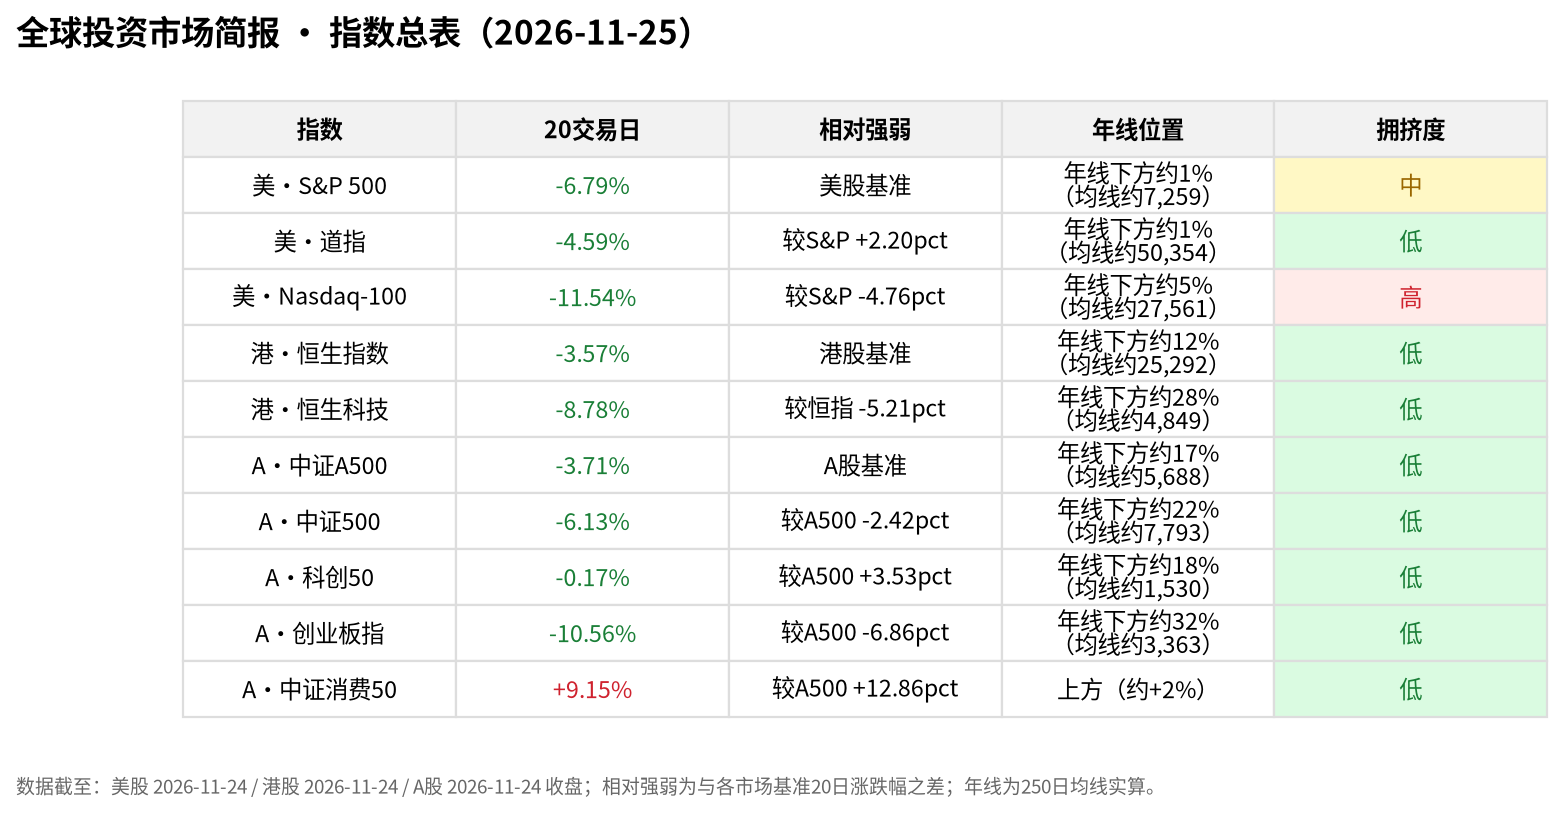 全球投资市场简报 • 指数总表（2026-11-25）
指数 20交易日 相对强弱 年线位置 拥挤度
美・S&P 500 -6.79% 美股基准 年线下方约1%（均线约7,259） 中
美・道指 -4.59% 较S&P +2.20pct 年线下方约1%（均线约50,354） 低
美・Nasdaq-100 -11.54% 较S&P -4.76pct 年线下方约5%（均线约27,561） 高
港・恒生指数 -3.57% 港股基准 年线下方约12%（均线约25,292） 低
港・恒生科技 -8.78% 较恒指 -5.21pct 年线下方约28%（均线约4,849） 低
A・中证A500 -3.71% A股基准 年线下方约17%（均线约5,688） 低
A・中证500 -6.13% 较A500 -2.42pct 年线下方约22%（均线约7,793） 低
A・科创50 -0.17% 较A500 +3.53pct 年线下方约18%（均线约1,530） 低
A・创业板指 -10.56% 较A500 -6.86pct 年线下方约32%（均线约3,363） 低
A・中证消费50 +9.15% 较A500 +12.86pct 上方（约+2%） 低
数据截至：美股 2026-11-24 / 港股 2026-11-24 / A股 2026-11-24 收盘；相对强弱为与各市场基准20日涨跌幅之差；年线为250日均线实算。